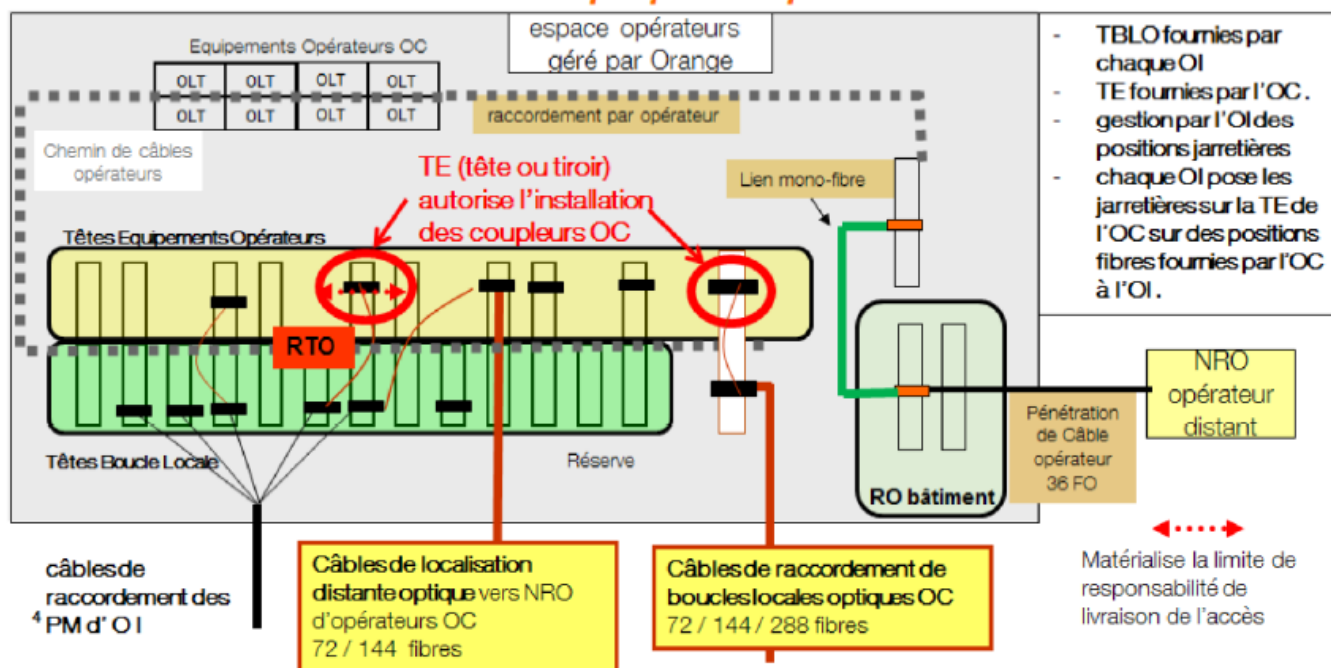 Equipements Opérateurs OC
espace opérateurs
géré par Orange
OLT OLT OLT OLT
OLT OLT OLT OLT
raccordement par opérateur
Chemin de câbles
opérateurs
TE (tête ou tiroir)
autorise l'installation
des coupleurs OC
Lien mono-fibre
Têtes Equipements Opérateurs
RTO
Têtes Boucle Locale
Réserve
RO bâtiment
Pénétration
de Câble
opérateur
36 FO
NRO
opérateur
distant
- TBLO fournies par
chaque OI
- TE fournies par l'OC .
- gestion par l'OI des
positions jarretières
- chaque OI pose les
jarretières sur la TE de
l'OC sur des positions
fibres fournies par l'OC
à l'OI .
câbles de
raccordement des
4 PM d' OI
Câbles de localisation
distante optique vers NRO
d'opérateurs OC
72 / 144 fibres
Câbles de raccordement de
boucles locales optiques OC
72 / 144 / 288 fibres
Matérialise la limite de
responsabilité de
livraison de l'accès